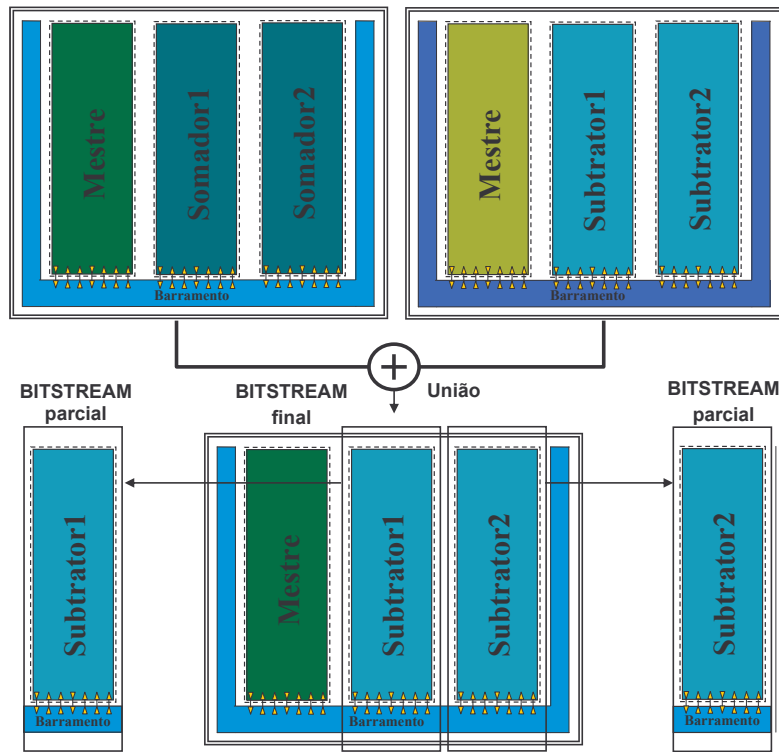 Mestre
Somador1
Somador2
Barramento
Mestre
Subtrator1
Subtrator2
Barramento
União
BITSTREAM
parcial
BITSTREAM
final
BITSTREAM
parcial
Subtrator1
Barramento
Mestre
Subtrator1
Subtrator2
Barramento
Subtrator2
Barramento